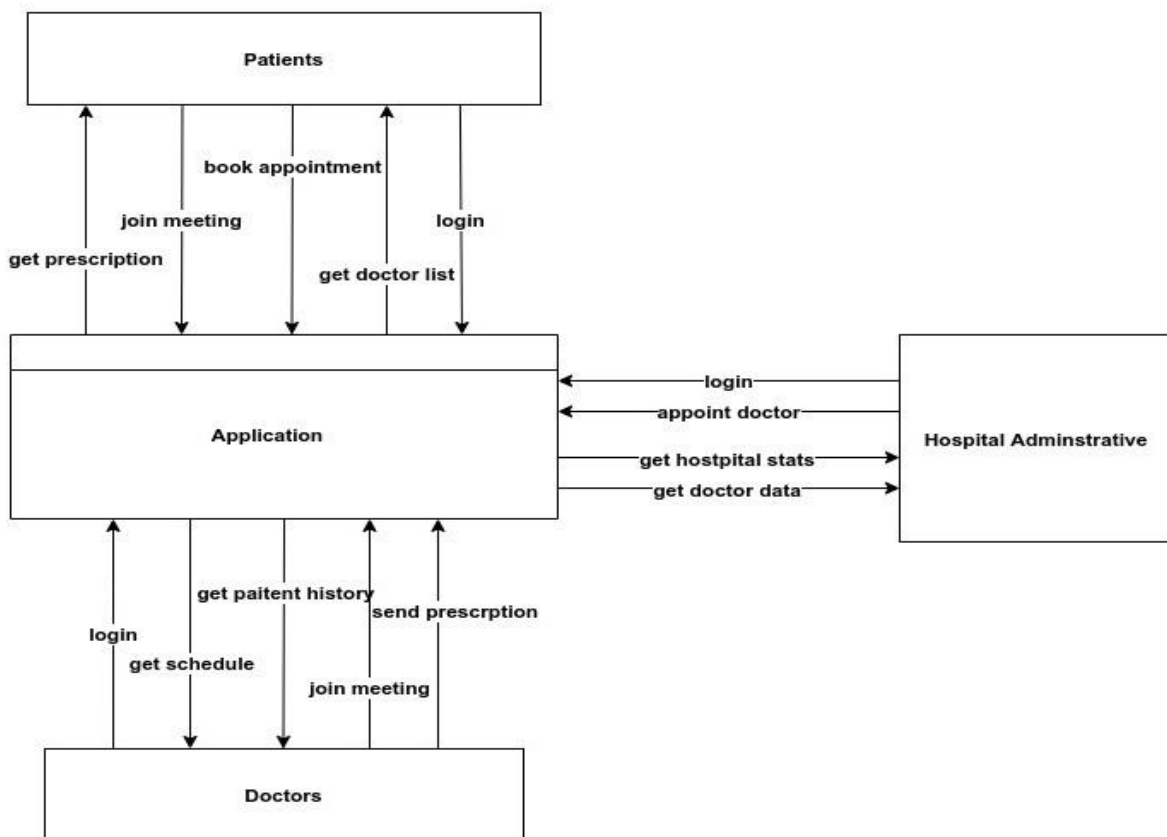 Patients
book appointment
join meeting
login
get prescription
get doctor list
login
appoint doctor
Application
Hospital Adminstrative
get hostpital stats
get doctor data
get paitent history
send prescrption
login
get schedule
join meeting
Doctors